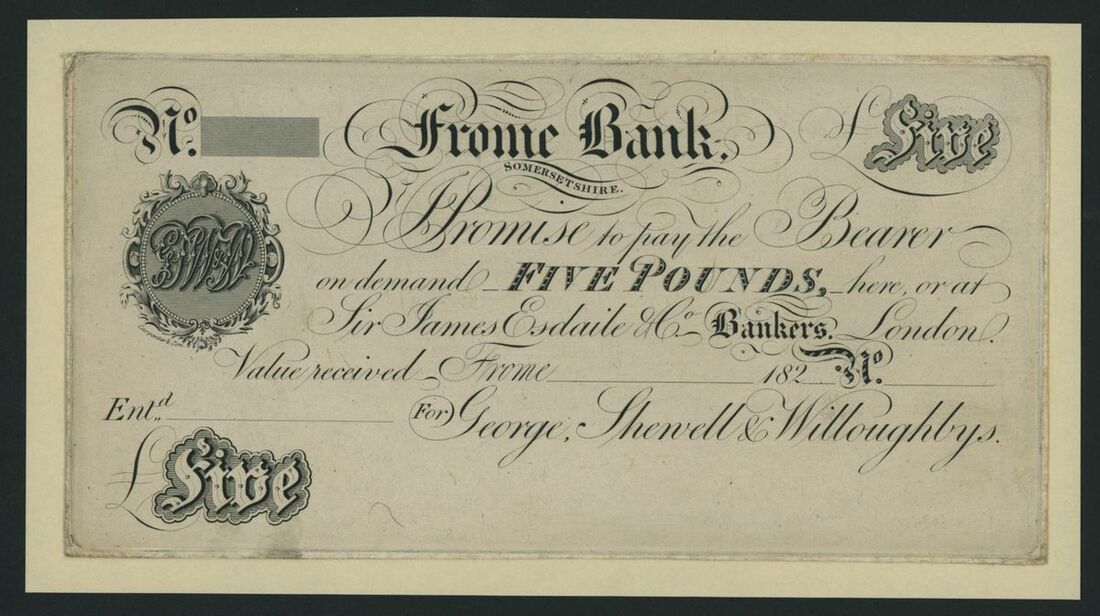 No. Frome Bank. £ Five
SOMERSETSHIRE.
I Promise to pay the Bearer
on demand FIVE POUNDS, here, or at
Sir James Esdaile & Co. Bankers. London.
Value received Frome 182 No.
Entd. For George, Shewell & Willoughbys.
£ Five